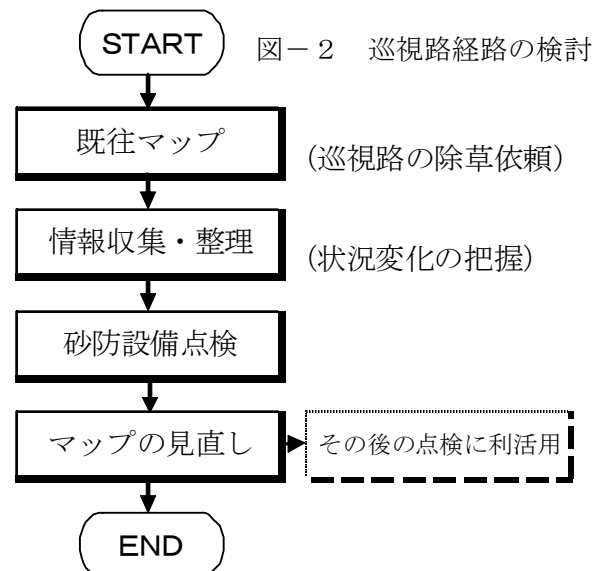 START
図－２　巡視路経路の検討
既往マップ
(巡視路の除草依頼)
情報収集・整理
(状況変化の把握)
砂防設備点検
マップの見直し
その後の点検に利活用
END